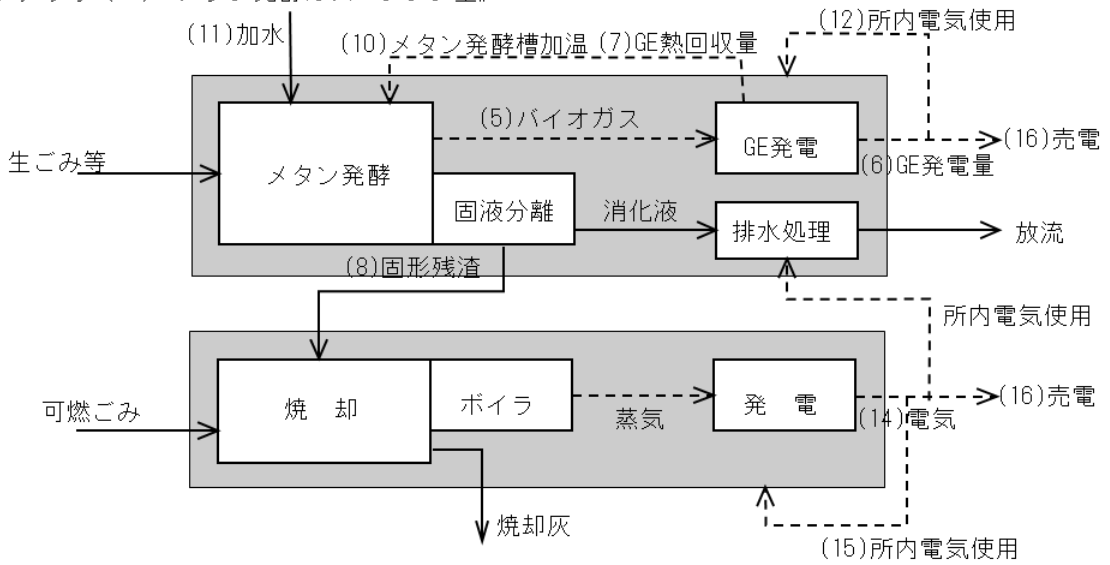 (11)加水
(10)メタン発酵槽加温
(7)GE熱回収量
(12)所内電気使用
(5)バイオガス
生ごみ等
メタン発酵
GE発電
(16)売電
(6)GE発電量
固液分離
消化液
排水処理
放流
(8)固形残渣
所内電気使用
可燃ごみ
焼 却
ボイラ
蒸気
発 電
(14)電気
(16)売電
焼却灰
(15)所内電気使用